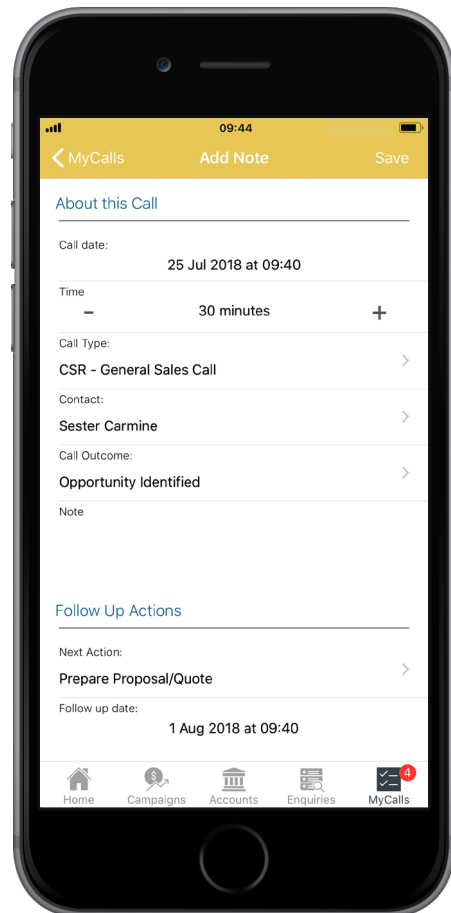 09:44
MyCalls Add Note Save
About this Call
Call date:
25 Jul 2018 at 09:40
Time
- 30 minutes +
Call Type:
CSR - General Sales Call
Contact:
Sester Carmine
Call Outcome:
Opportunity Identified
Note
Follow Up Actions
Next Action:
Prepare Proposal/Quote
Follow up date:
1 Aug 2018 at 09:40
4
Home Campaigns Accounts Enquiries MyCalls